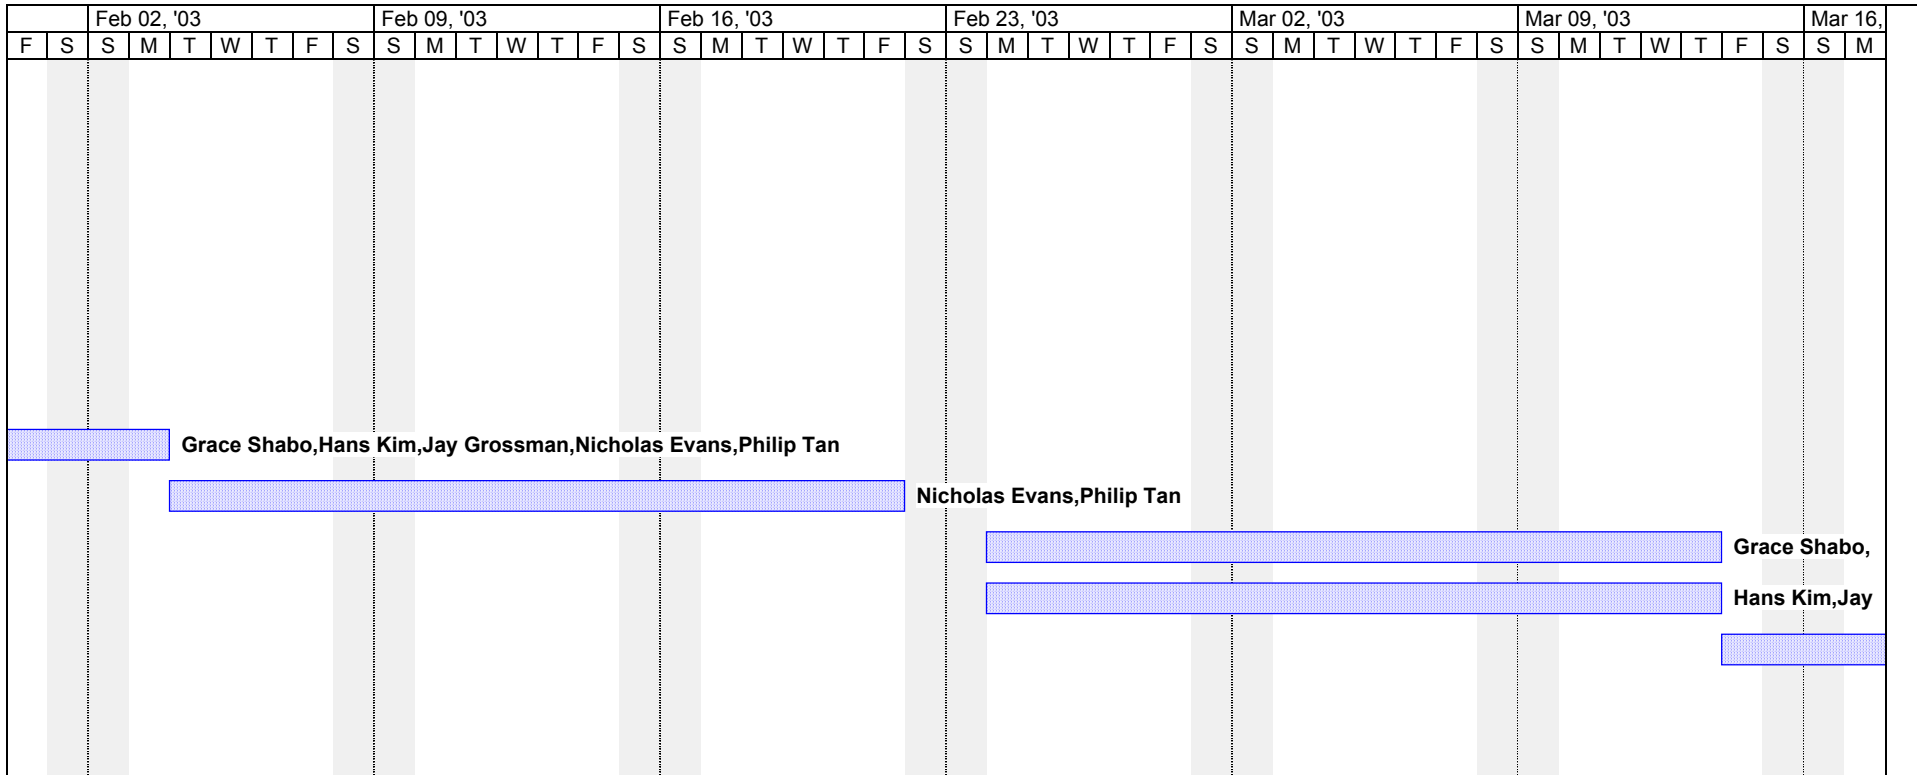 Feb 02, '03 Feb 09, '03 Feb 16, '03 Feb 23, '03 Mar 02, '03 Mar 09, '03 Mar 16,
F S S M T W T F S S M T W T F S S M T W T F S S M T W T F S S M T W T F S S M T W T F S S M
Grace Shabo,Hans Kim,Jay Grossman,Nicholas Evans,Philip Tan
Nicholas Evans,Philip Tan
Grace Shabo,
Hans Kim,Jay